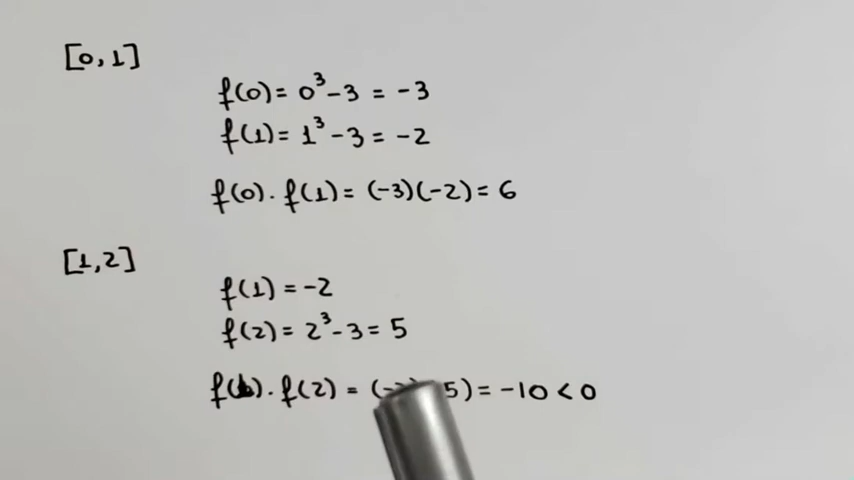 [0,1]
f(0) = 0³ - 3 = -3
f(1) = 1³ - 3 = -2
f(0) . f(1) = (-3)(-2) = 6
[1,2]
f(1) = -2
f(2) = 2³ - 3 = 5
. f(2) = 5) = -10 < 0